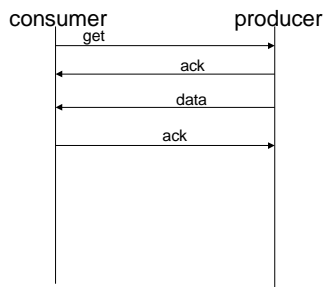 consumer producer
get
ack
data
ack